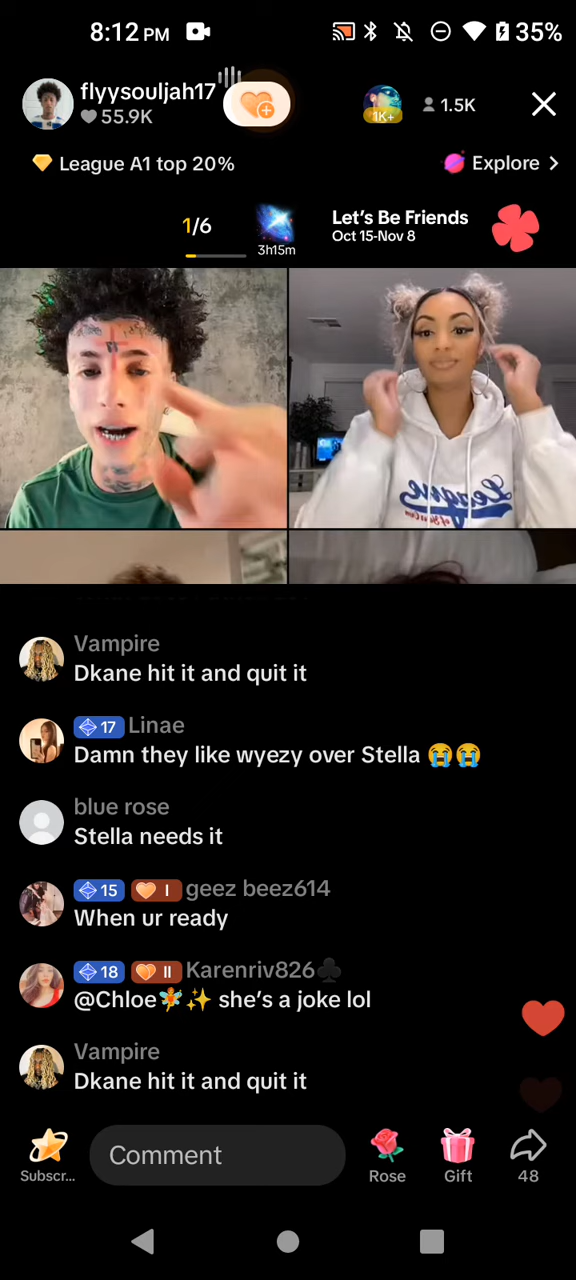 8:12 PM
35%
flyysouljah17
55.9K
1K+
1.5K
League A1 top 20%
Explore >
1/6
3h15m
Let's Be Friends
Oct 15-Nov 8
League
Vampire
Dkane hit it and quit it
17 Linae
Damn they like wyezy over Stella 😭😭
blue rose
Stella needs it
15 I geez beez614
When ur ready
18 II Karenriv826♣️
@Chloe🧚✨ she's a joke lol
Vampire
Dkane hit it and quit it
Subscr...
Comment
Rose
Gift
48